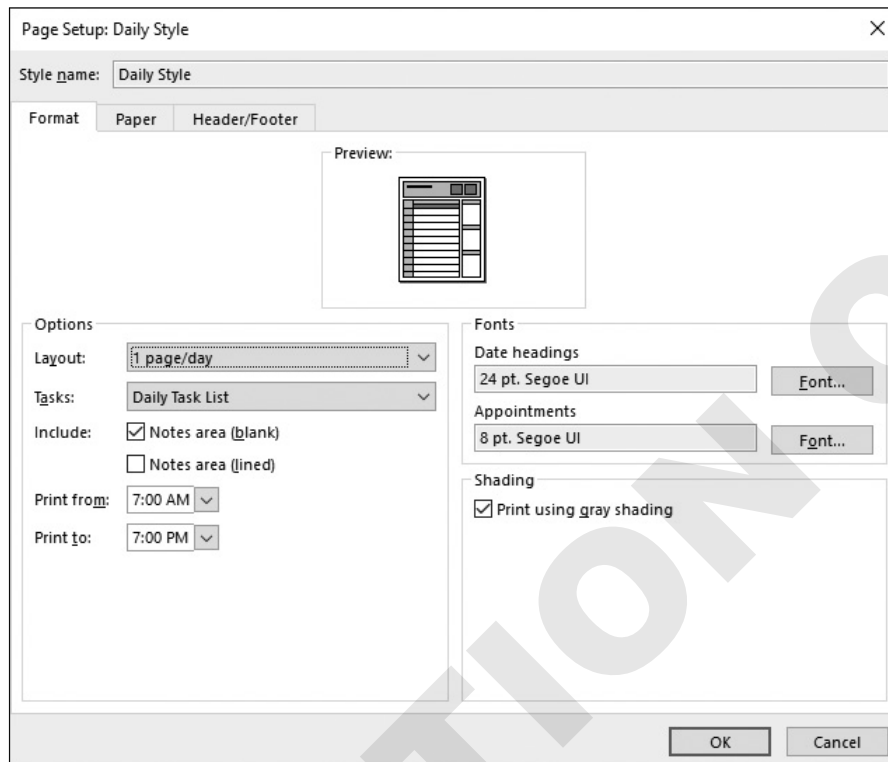 Page Setup: Daily Style
Style name: Daily Style
Format Paper Header/Footer
Preview:
Options
Layout: 1 page/day
Tasks: Daily Task List
Include: Notes area (blank)
Notes area (lined)
Print from: 7:00 AM
Print to: 7:00 PM
Fonts
Date headings
24 pt. Segoe UI Font...
Appointments
8 pt. Segoe UI Font...
Shading
Print using gray shading
OK Cancel
TION O